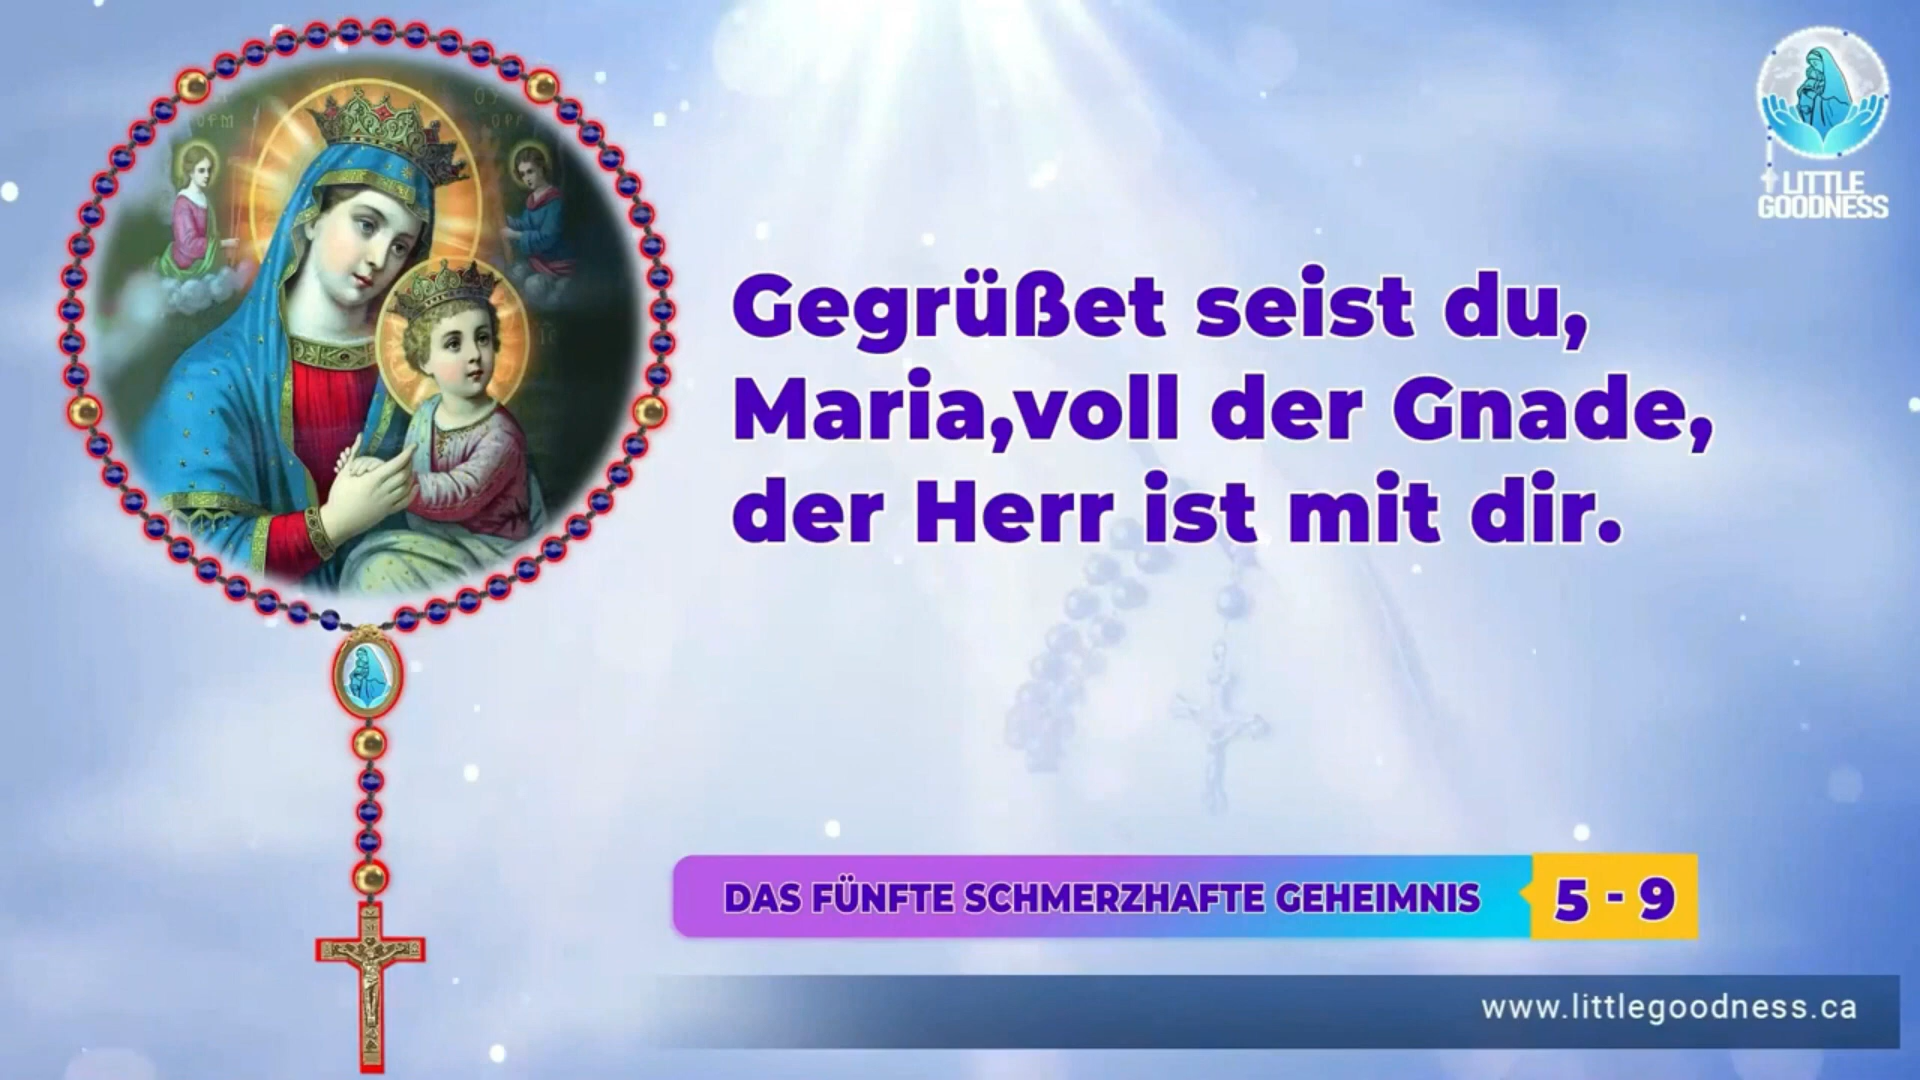 LITTLE
GOODNESS
Gegrüßet seist du,
Maria,voll der Gnade,
der Herr ist mit dir.
DAS FÜNFTE SCHMERZHAFTE GEHEIMNIS 5 - 9
www.littlegoodness.ca